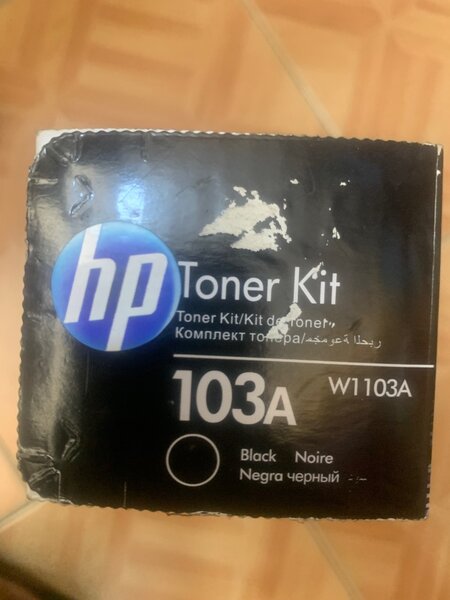 hp
Toner Kit
Toner Kit/Kit de Toner
Комплект тонера/
103A W1103A
Black Noire
Negra черный